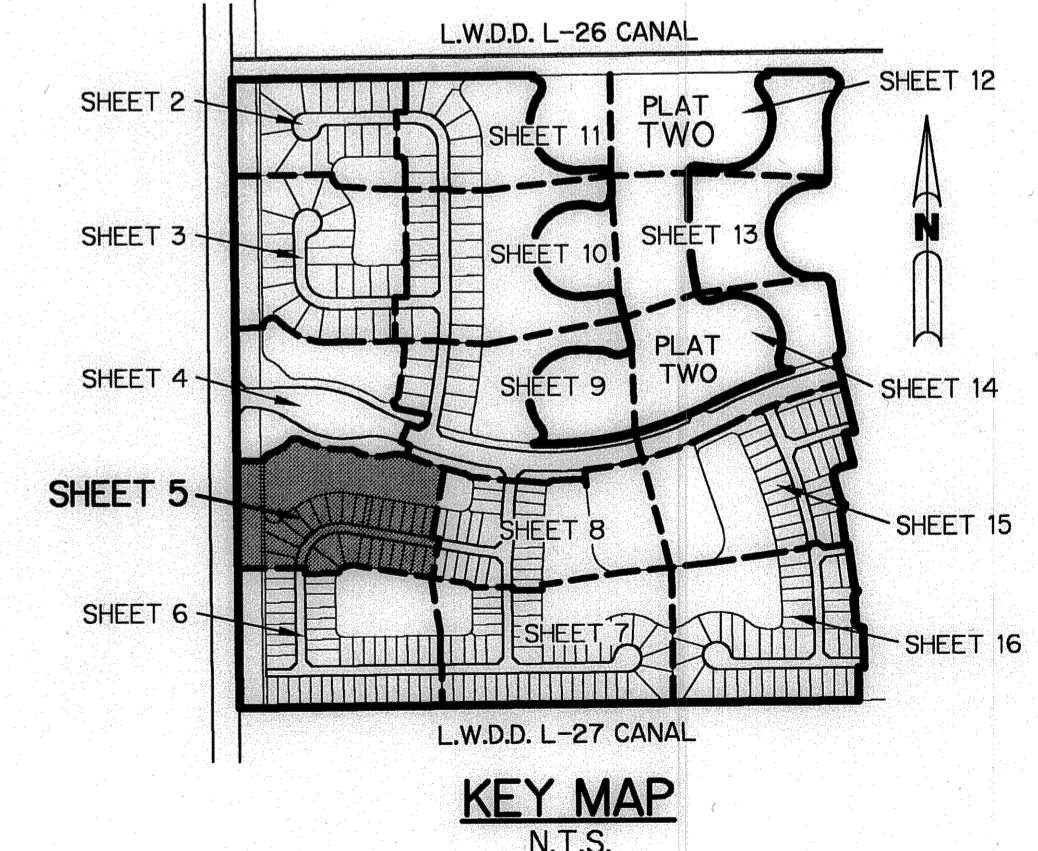 L.W.D.D. L-26 CANAL
SHEET 2
SHEET 12
PLAT
TWO
SHEET 11
SHEET 3
SHEET 10
SHEET 13
N
SHEET 4
PLAT
TWO
SHEET 9
SHEET 14
SHEET 5
SHEET 8
SHEET 15
SHEET 6
SHEET 7
SHEET 16
L.W.D.D. L-27 CANAL
KEY MAP
N.T.S.